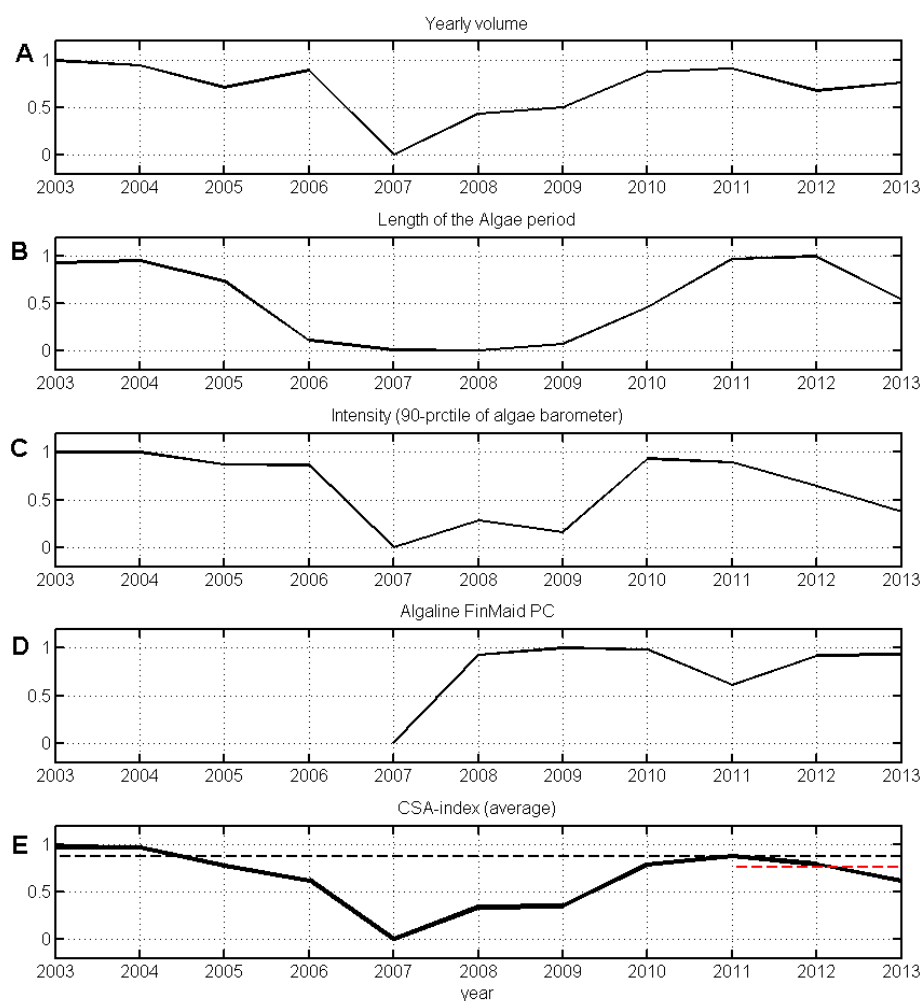 Yearly volume
A
1
0.5
0
2003 2004 2005 2006 2007 2008 2009 2010 2011 2012 2013
Length of the Algae period
B
1
0.5
0
2003 2004 2005 2006 2007 2008 2009 2010 2011 2012 2013
Intensity (90-prctile of algae barometer)
C
1
0.5
0
2003 2004 2005 2006 2007 2008 2009 2010 2011 2012 2013
Algaline FinMaid PC
D
1
0.5
0
2003 2004 2005 2006 2007 2008 2009 2010 2011 2012 2013
CSA-index (average)
E
1
0.5
0
2003 2004 2005 2006 2007 2008 2009 2010 2011 2012 2013
year